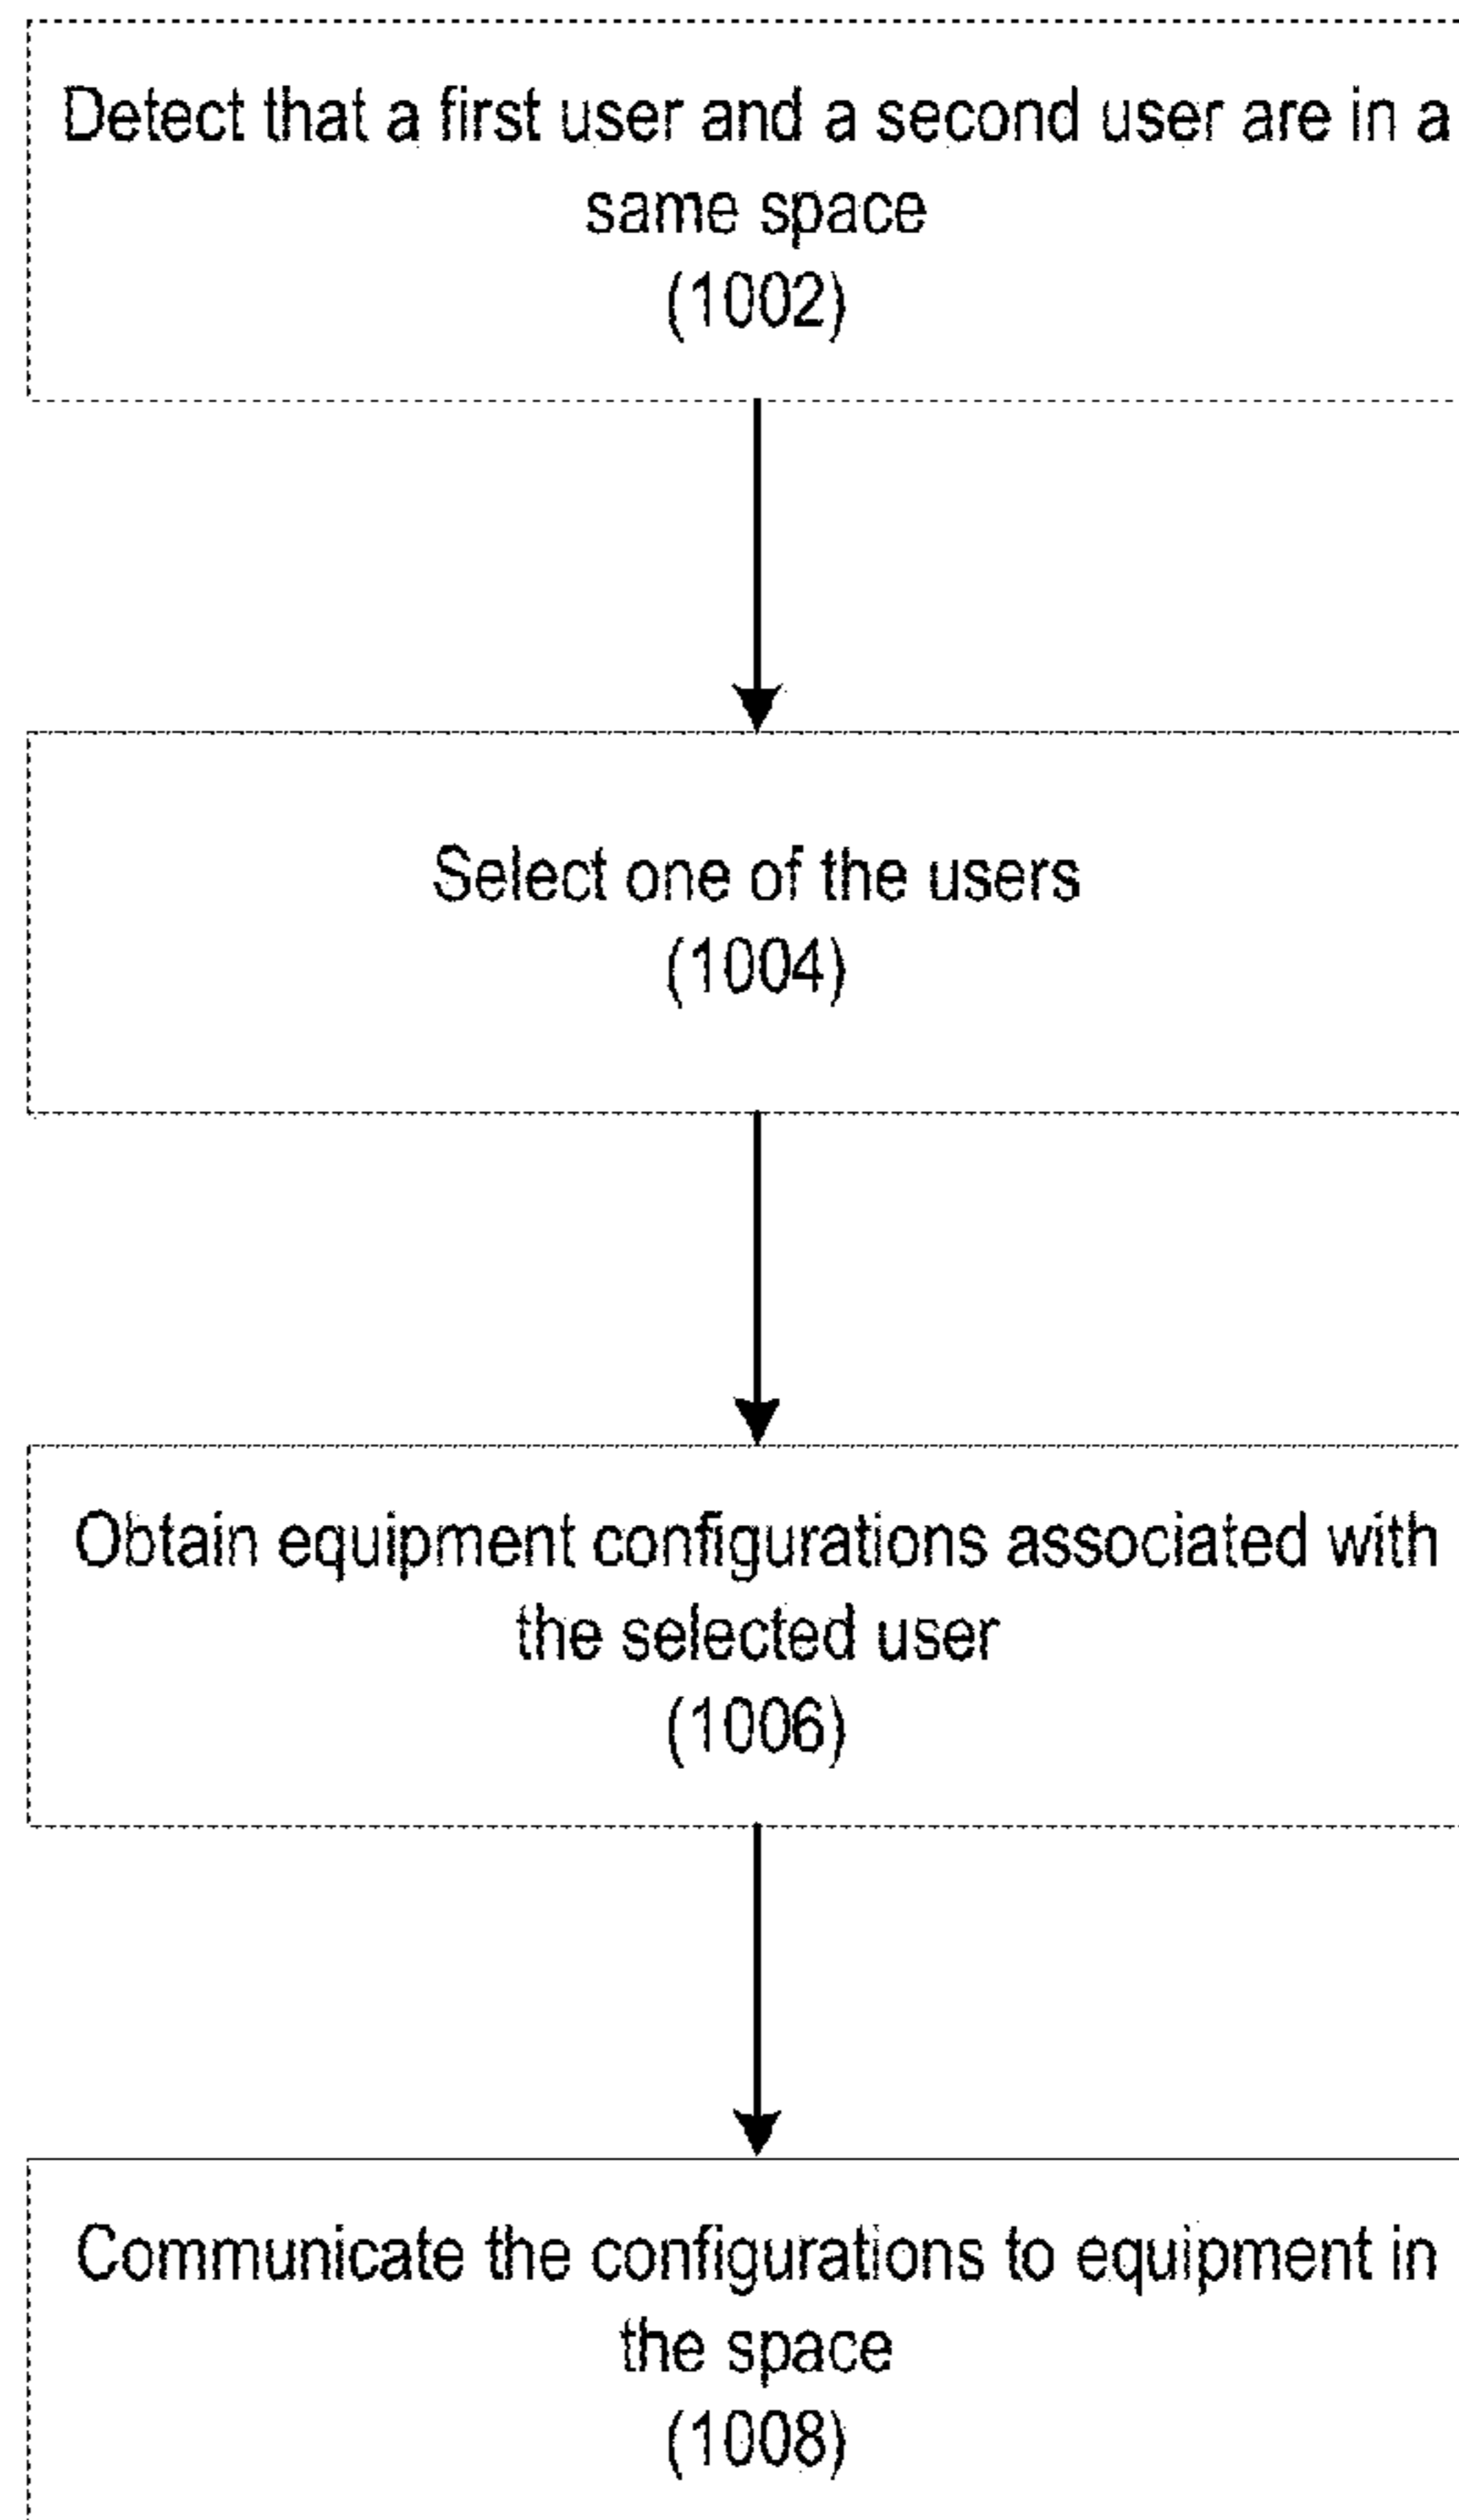 Detect that a first user and a second user are in a
same space
(1002)
Select one of the users
(1004)
Obtain equipment configurations associated with
the selected user
(1006)
Communicate the configurations to equipment in
the space
(1008)